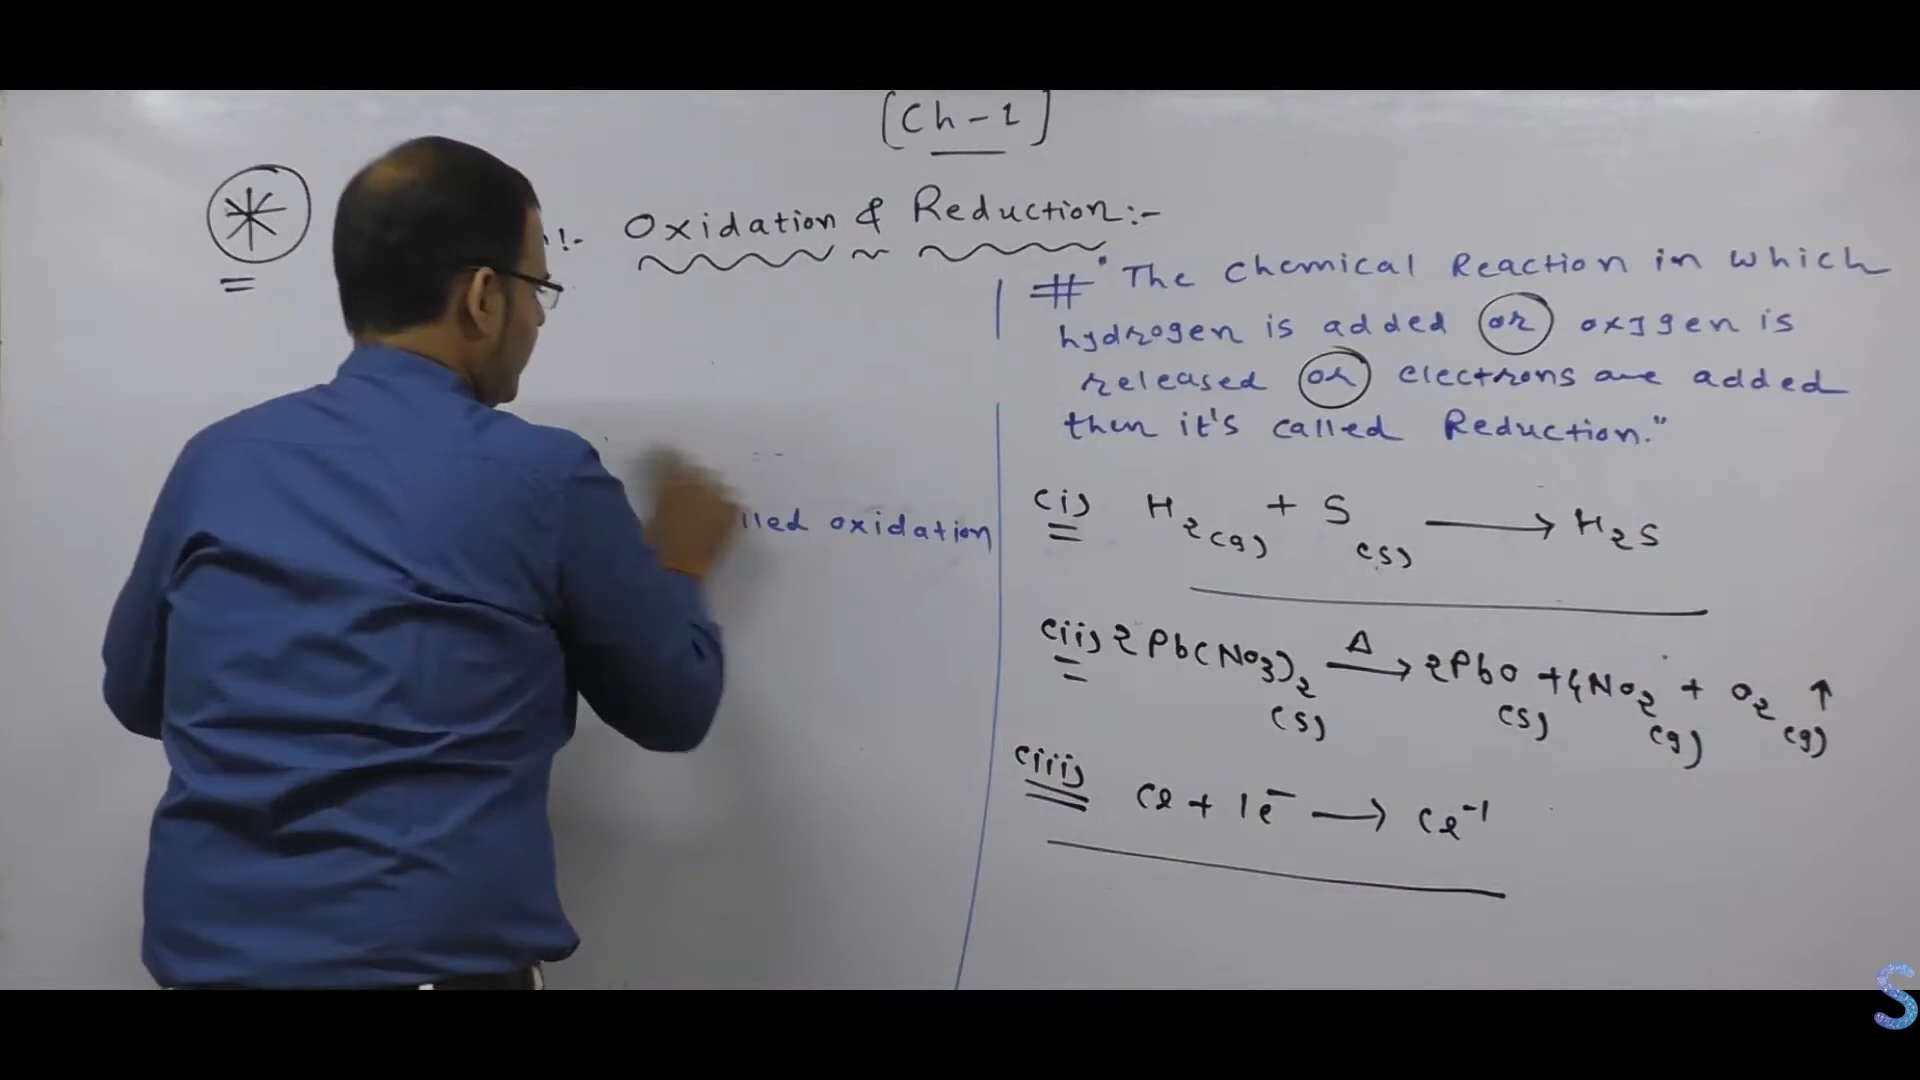 [Ch-1]
Oxidation & Reduction:-
# "The Chemical Reaction in which
hydrogen is added or oxygen is
released or electrons are added
then it's called Reduction."
oxidation
(i) H2(g) + S(s) ⟶ H2S
(ii) 2Pb(NO3)2(s) Δ⟶ 2PbO(s) + 4NO2(g) + O2(g) ↑
(iii) Cl + 1e⁻ ⟶ Cl⁻¹
S